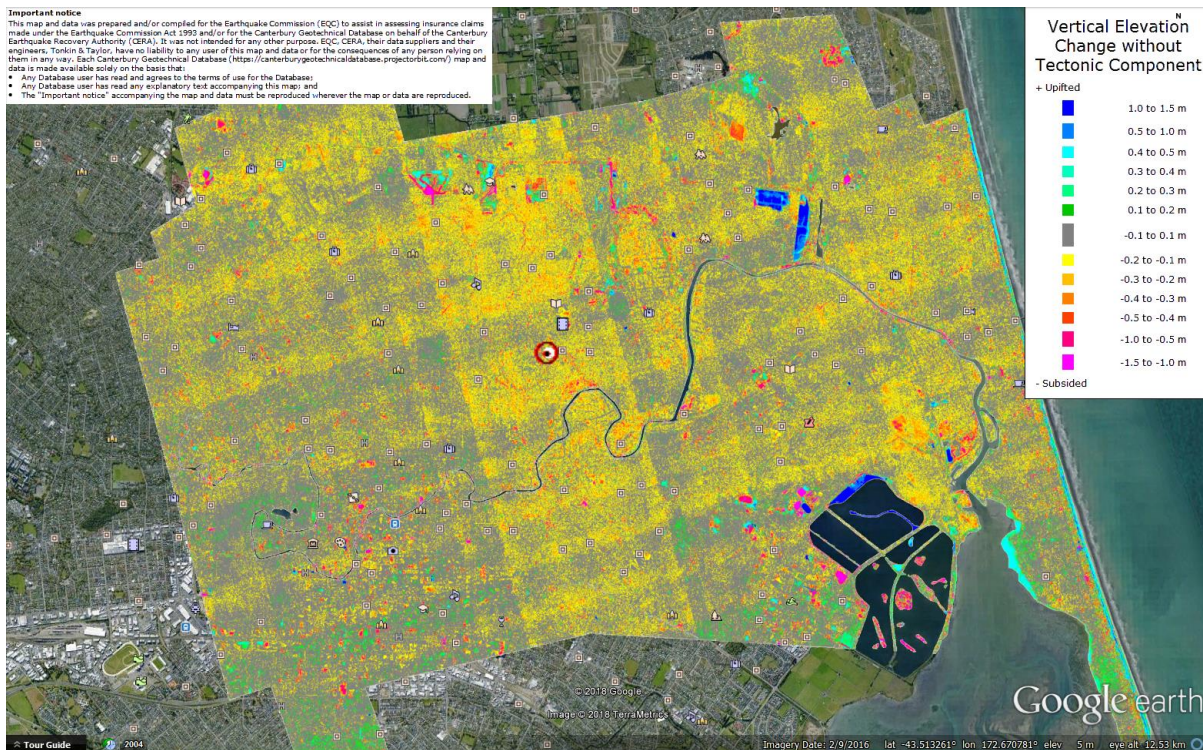 Important notice
This map and data was prepared and/or compiled for the Earthquake Commission (EQC) to assist in assessing insurance claims
made under the Earthquake Commission Act 1993 and/or for the Canterbury Geotechnical Database on behalf of the Canterbury
Earthquake Recovery Authority (CERA). It was not intended for any other purpose. EQC, CERA, their data suppliers and their
engineers, Tonkin & Taylor, have no liability to any user of this map and data or for the consequences of any person relying on
them in any way. Each Canterbury Geotechnical Database (https://canterburygeotechnicaldatabase.projectorbit.com/) map and
data is made available solely on the basis that:
• Any Database user has read and agrees to the terms of use for the Database;
• Any Database user has read any explanatory text accompanying this map; and
• The "Important notice" accompanying the map and data must be reproduced wherever the map or data are reproduced.
N
Vertical Elevation
Change without
Tectonic Component
+ Upifted
1.0 to 1.5 m
0.5 to 1.0 m
0.4 to 0.5 m
0.3 to 0.4 m
0.2 to 0.3 m
0.1 to 0.2 m
-0.1 to 0.1 m
-0.2 to -0.1 m
-0.3 to -0.2 m
-0.4 to -0.3 m
-0.5 to -0.4 m
-1.0 to -0.5 m
-1.5 to -1.0 m
- Subsided
© 2018 Google
Image © 2018 TerraMetrics
Google earth
Tour Guide
2004
Imagery Date: 2/9/2016 lat -43.513261° lon 172.670781° elev 5 m eye alt 12.53 km